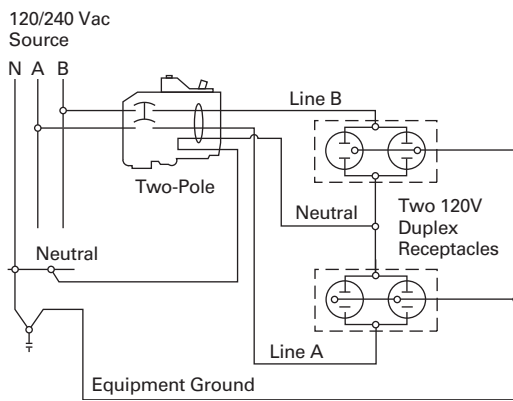 120/240 Vac
Source
N A B
Line B
Two-Pole
Neutral
Two 120V
Duplex
Receptacles
Neutral
Line A
Equipment Ground